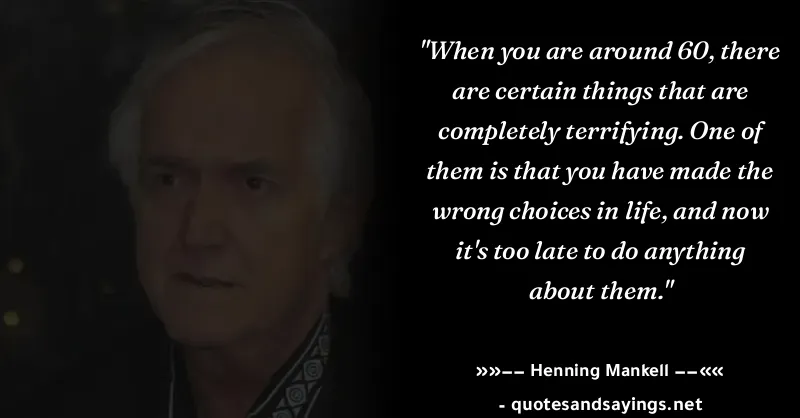 "When you are around 60, there
are certain things that are
completely terrifying. One of
them is that you have made the
wrong choices in life, and now
it's too late to do anything
about them."
»»−− Henning Mankell −−««
- quotesandsayings.net